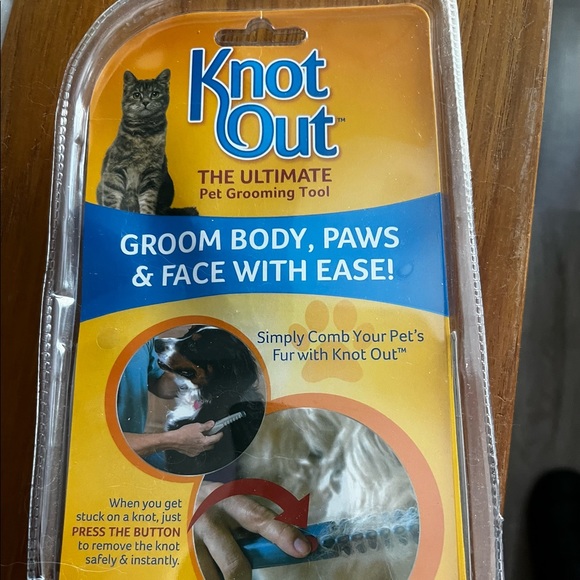 Knot
Out™
THE ULTIMATE
Pet Grooming Tool
GROOM BODY, PAWS
& FACE WITH EASE!
Simply Comb Your Pet's
Fur with Knot Out™
When you get
stuck on a knot, just
PRESS THE BUTTON
to remove the knot
safely & instantly.